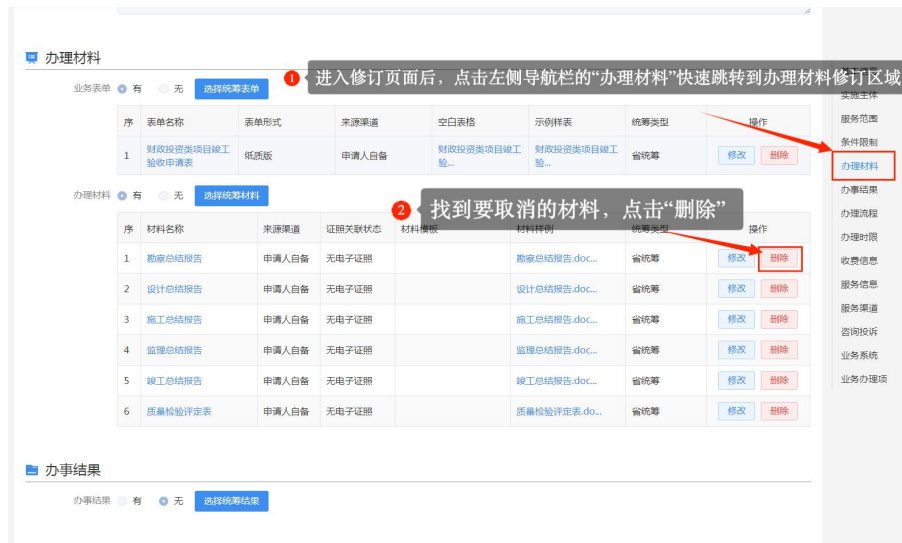 办理材料
1 进入修订页面后，点击左侧导航栏的“办理材料”快速跳转到办理材料修订区域
业务表单 有 无 选择统筹表单
序 表单名称 表单形式 来源渠道 空白表格 示例样表 统筹类型 操作
1 财政投资类项目竣工验收申请表 纸质版 申请人自备 财政投资类项目竣工验... 财政投资类项目竣工验... 省统筹 修改 删除
办理材料 有 无 选择统筹材料
2 找到要取消的材料，点击“删除”
序 材料名称 来源渠道 证照关联状态 材料模板 材料样例 统筹类型 操作
1 勘察总结报告 申请人自备 无电子证照 勘察总结报告.doc... 省统筹 修改 删除
2 设计总结报告 申请人自备 无电子证照 设计总结报告.doc... 省统筹 修改 删除
3 施工总结报告 申请人自备 无电子证照 施工总结报告.doc... 省统筹 修改 删除
4 监理总结报告 申请人自备 无电子证照 监理总结报告.doc... 省统筹 修改 删除
5 竣工总结报告 申请人自备 无电子证照 竣工总结报告.doc... 省统筹 修改 删除
6 质量检验评定表 申请人自备 无电子证照 质量检验评定表.do... 省统筹 修改 删除
办事结果
办事结果 有 无 选择统筹结果
实施主体
服务范围
条件限制
办理材料
办事结果
办理流程
办理时限
收费信息
服务信息
服务渠道
咨询投诉
业务系统
业务办理项